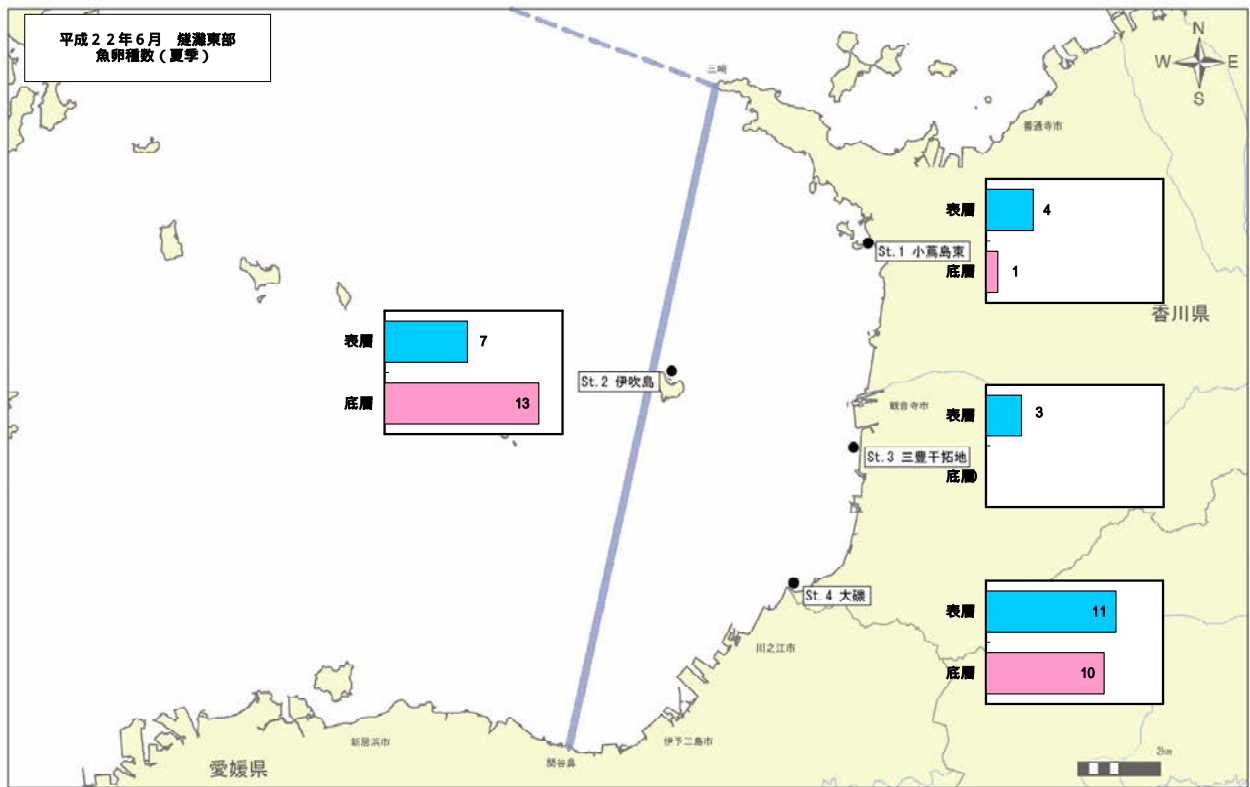 平成２２年６月　燧灘東部
魚卵種数（夏季）
三崎
N
W E
S
善通寺市
表層 4
底層 1
St.1 小蔦島東
香川県
表層 7
底層 13
St.2 伊吹島
観音寺市
表層 3
底層 0
St.3 三豊干拓地
St.4 大磯
表層 11
底層 10
川之江市
2km
伊予三島市
新居浜市
関谷鼻
愛媛県